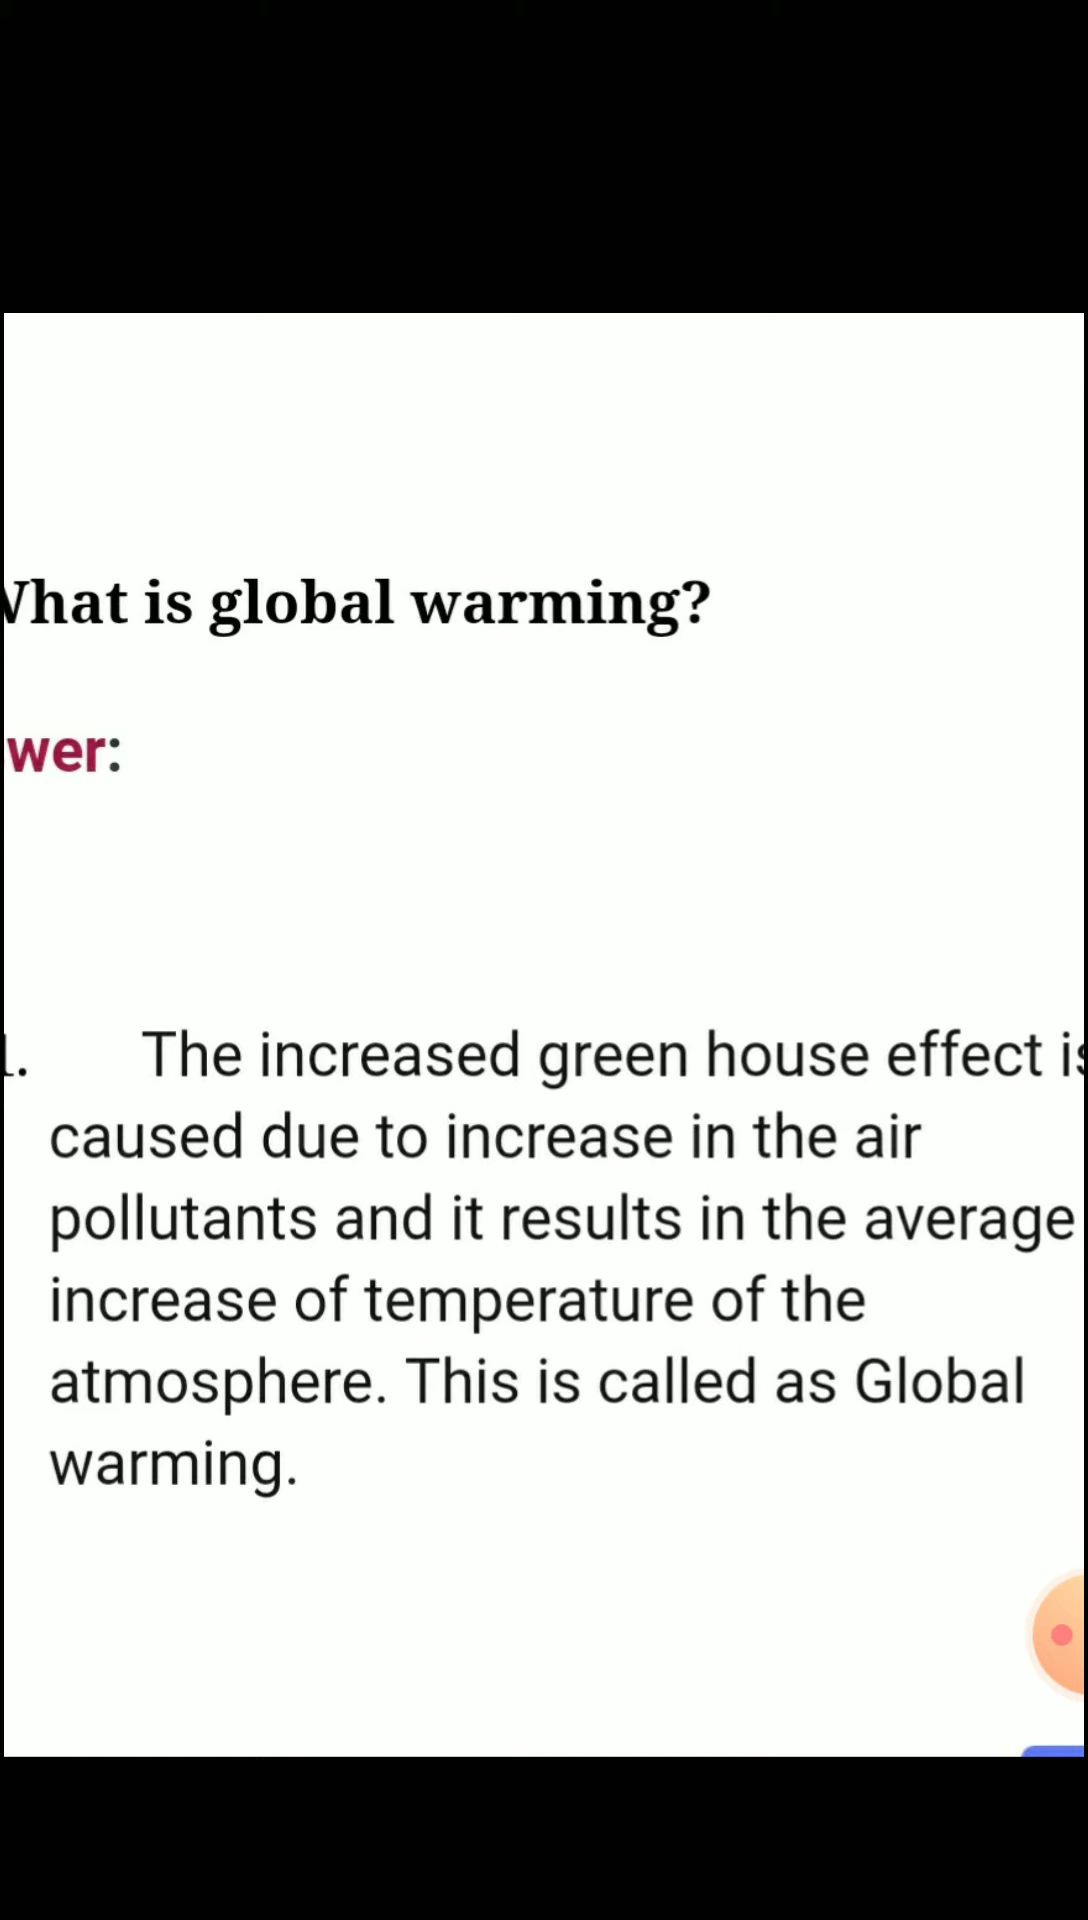 What is global warming?
wer:
1. The increased green house effect is
caused due to increase in the air
pollutants and it results in the average
increase of temperature of the
atmosphere. This is called as Global
warming.